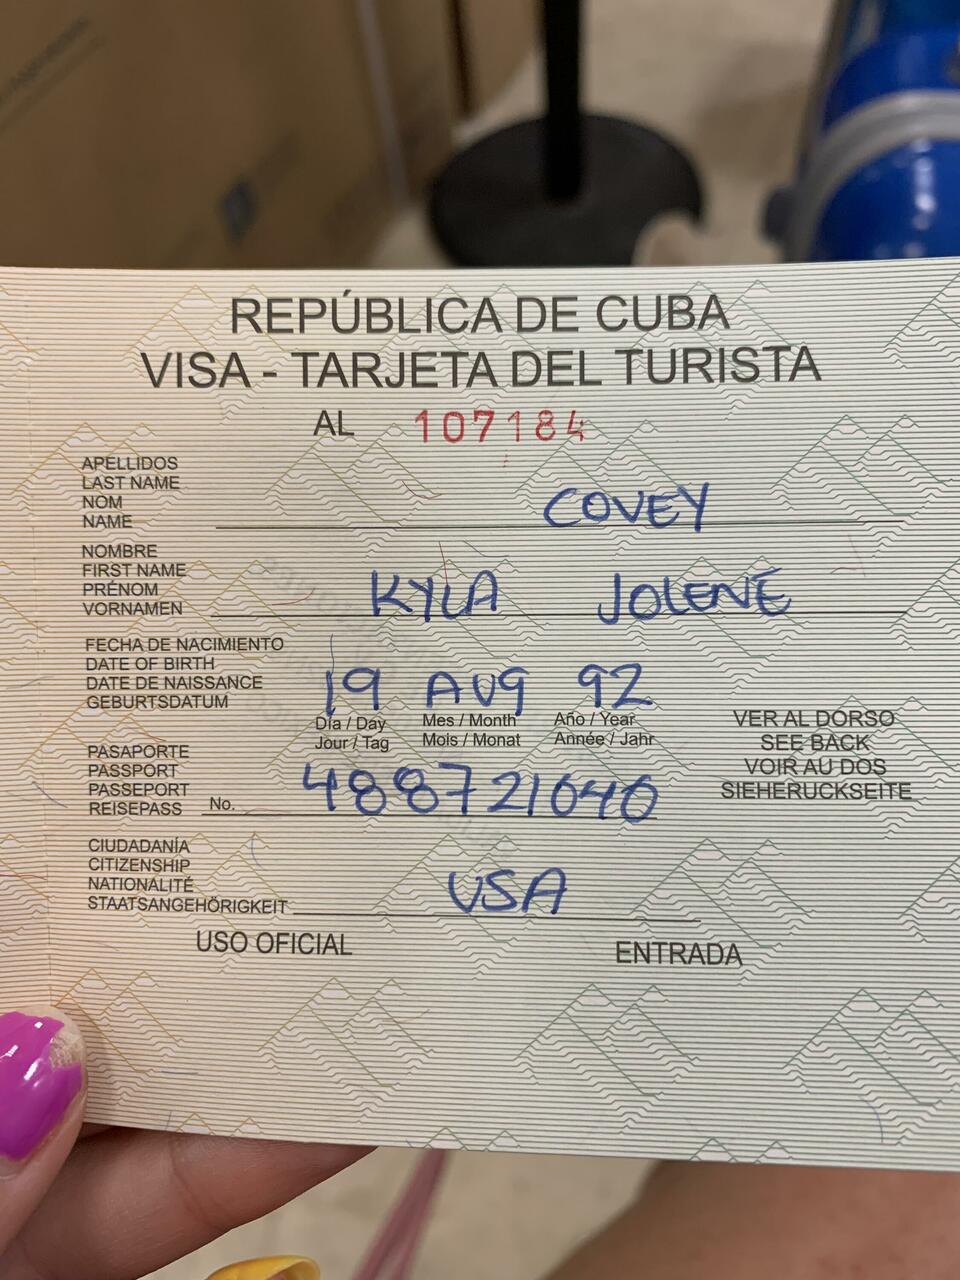 REPÚBLICA DE CUBA
VISA - TARJETA DEL TURISTA
AL 107184
APELLIDOS
LAST NAME
NOM
NAME
COVEY
NOMBRE
FIRST NAME
PRÉNOM
VORNAMEN
KYLA JOLENE
FECHA DE NACIMIENTO
DATE OF BIRTH
DATE DE NAISSANCE
GEBURTSDATUM
19 AUG 92
Día / Day Mes / Month Año / Year
Jour / Tag Mois / Monat Année / Jahr
VER AL DORSO
SEE BACK
VOIR AU DOS
SIEHERUCKSEITE
PASAPORTE
PASSPORT
PASSEPORT
REISEPASS No.
488721040
CIUDADANÍA
CITIZENSHIP
NATIONALITÉ
STAATSANGEHÖRIGKEIT
USA
USO OFICIAL ENTRADA